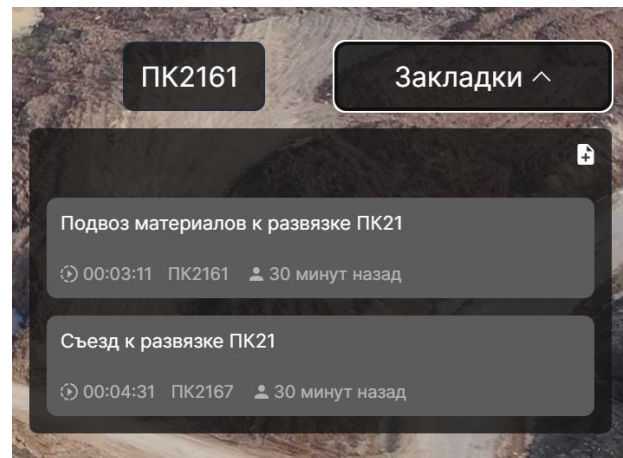 ПК2161
Закладки
Подвоз материалов к развязке ПК21
00:03:11 ПК2161 30 минут назад
Съезд к развязке ПК21
00:04:31 ПК2167 30 минут назад